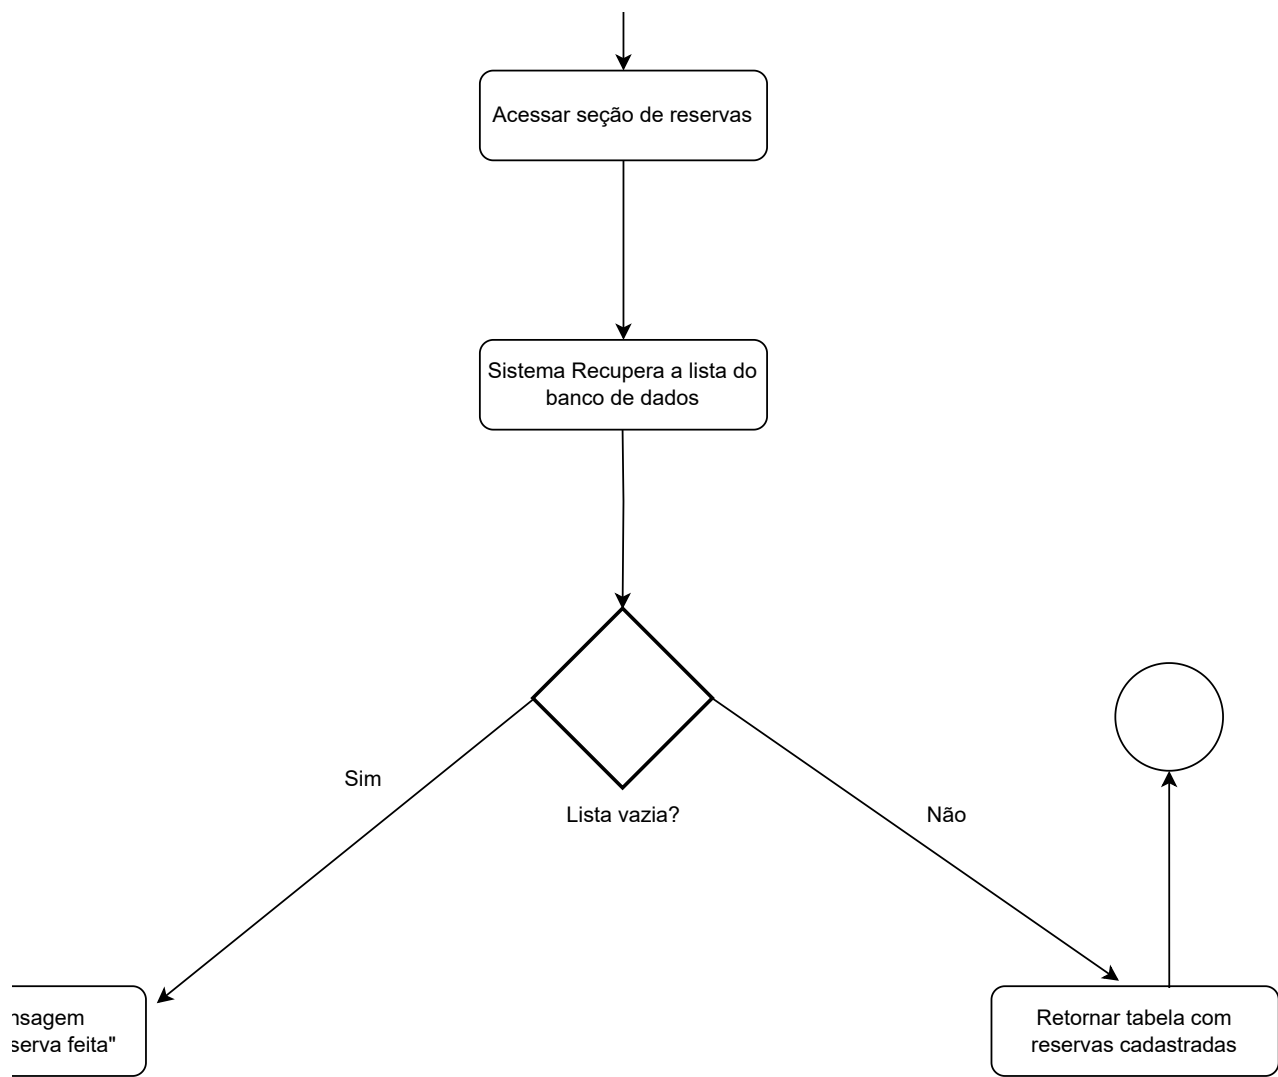 Acessar seção de reservas
Sistema Recupera a lista do
banco de dados
Sim
Lista vazia?
Não
nsagem
serva feita"
Retornar tabela com
reservas cadastradas